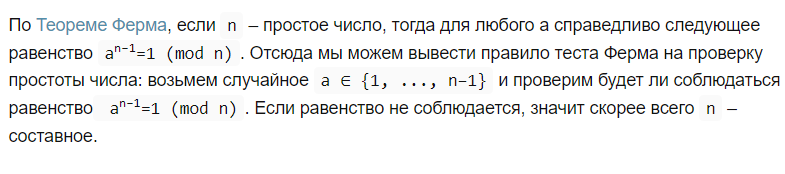 По Теореме Ферма, если n – простое число, тогда для любого a справедливо следующее
равенство aⁿ⁻¹=1 (mod n) . Отсюда мы можем вывести правило теста Ферма на проверку
простоты числа: возьмем случайное a ∈ {1, ..., n-1} и проверим будет ли соблюдаться
равенство aⁿ⁻¹=1 (mod n) . Если равенство не соблюдается, значит скорее всего n –
составное.